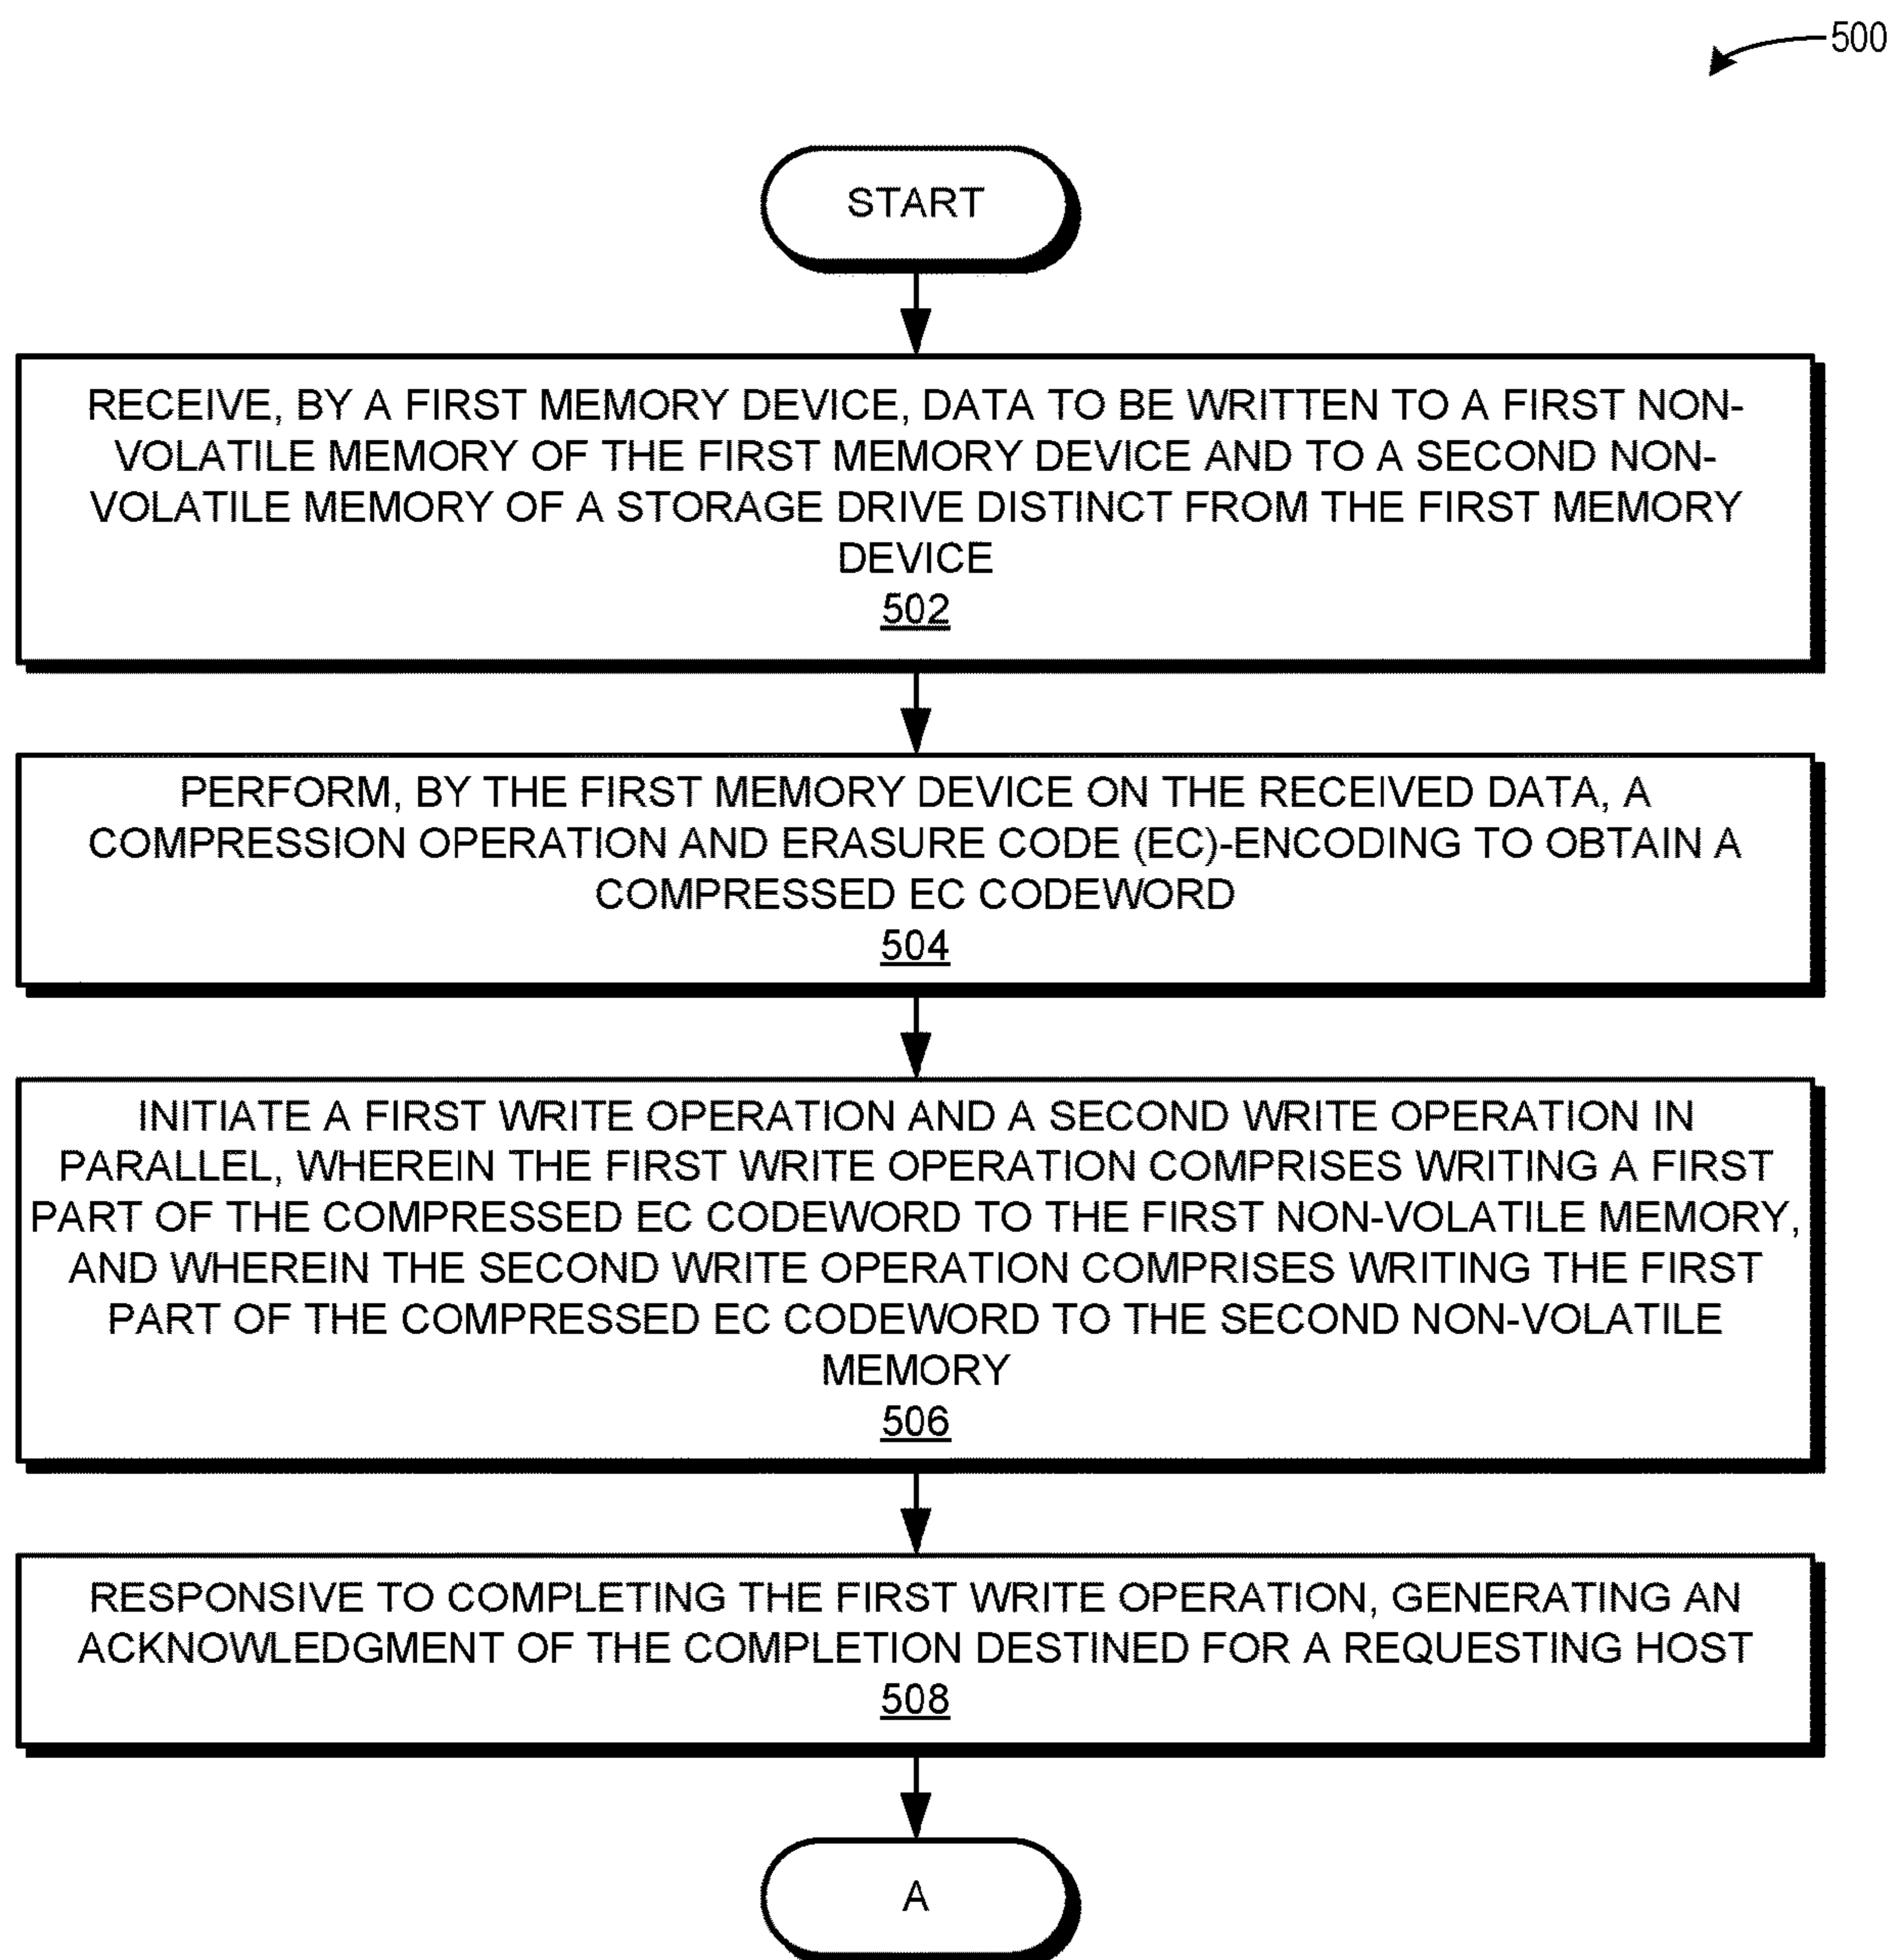 500
START
RECEIVE, BY A FIRST MEMORY DEVICE, DATA TO BE WRITTEN TO A FIRST NON-
VOLATILE MEMORY OF THE FIRST MEMORY DEVICE AND TO A SECOND NON-
VOLATILE MEMORY OF A STORAGE DRIVE DISTINCT FROM THE FIRST MEMORY
DEVICE
502
PERFORM, BY THE FIRST MEMORY DEVICE ON THE RECEIVED DATA, A
COMPRESSION OPERATION AND ERASURE CODE (EC)-ENCODING TO OBTAIN A
COMPRESSED EC CODEWORD
504
INITIATE A FIRST WRITE OPERATION AND A SECOND WRITE OPERATION IN
PARALLEL, WHEREIN THE FIRST WRITE OPERATION COMPRISES WRITING A FIRST
PART OF THE COMPRESSED EC CODEWORD TO THE FIRST NON-VOLATILE MEMORY,
AND WHEREIN THE SECOND WRITE OPERATION COMPRISES WRITING THE FIRST
PART OF THE COMPRESSED EC CODEWORD TO THE SECOND NON-VOLATILE
MEMORY
506
RESPONSIVE TO COMPLETING THE FIRST WRITE OPERATION, GENERATING AN
ACKNOWLEDGMENT OF THE COMPLETION DESTINED FOR A REQUESTING HOST
508
A